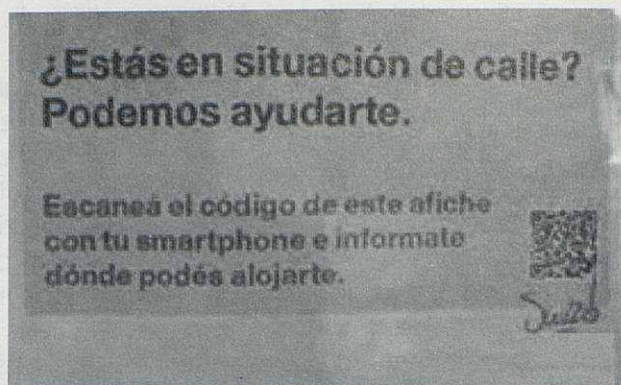 ¿Estás en situación de calle?
Podemos ayudarte.
Escaneá el código de este afiche
con tu smartphone e informate
dónde podés alojarte.